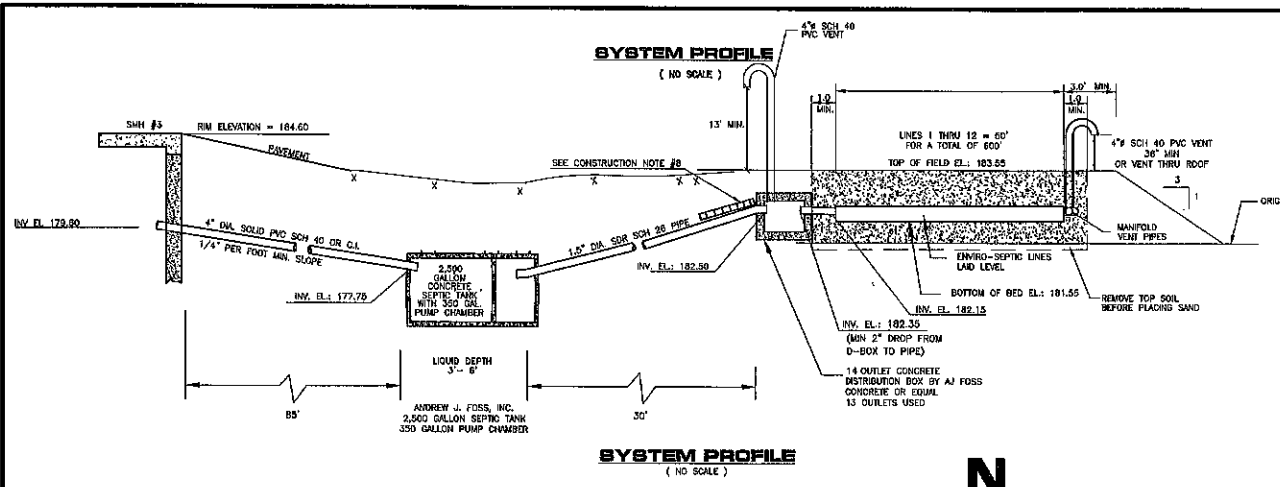 4"ø SCH 40
PVC VENT
SYSTEM PROFILE
( NO SCALE )
1.0
MIN.
3.0' MIN.
1.0
MIN.
13' MIN.
SMH #3
RIM ELEVATION = 184.60
PAVEMENT
LINES 1 THRU 12 = 50'
FOR A TOTAL OF 600'
TOP OF FIELD EL: 183.55
4"ø SCH 40 PVC VENT
36" MIN
OR VENT THRU ROOF
SEE CONSTRUCTION NOTE #8
3
1
ORIG
INV EL 179.80
4" DIA. SOLID PVC SCH 40 OR C.I.
1/4" PER FOOT MIN. SLOPE
1.5" DIA. SDR SCH 26 PIPE
MANIFOLD
VENT PIPES
ENVIRO-SEPTIC LINES
LAID LEVEL
INV. EL.: 182.50
2,500
GALLON
CONCRETE
SEPTIC TANK
WITH 350 GAL.
PUMP CHAMBER
INV. EL.: 177.78
BOTTOM OF BED EL.: 181.55
REMOVE TOP SOIL
BEFORE PLACING SAND
INV. EL. 182.15
INV. EL.: 182.35
(MIN 2" DROP FROM
D-BOX TO PIPE)
LIQUID DEPTH
3'- 6'
14 OUTLET CONCRETE
DISTRIBUTION BOX BY AJ FOSS
CONCRETE OR EQUAL
13 OUTLETS USED
85'
30'
ANDREW J. FOSS, INC.
2,500 GALLON SEPTIC TANK
350 GALLON PUMP CHAMBER
SYSTEM PROFILE
( NO SCALE )
N